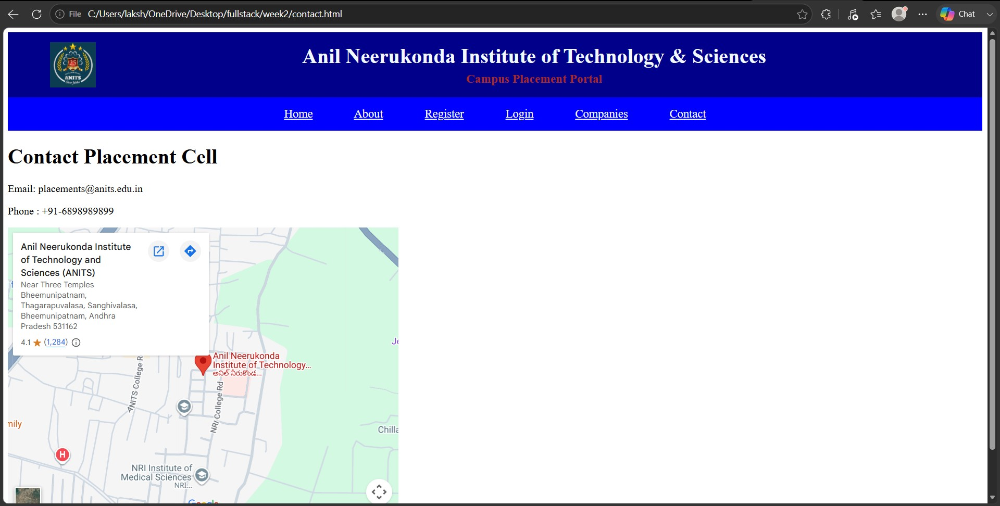 File C:/Users/laksh/OneDrive/Desktop/fullstack/week2/contact.html
Chat
25
ANITS
Anil Neerukonda Institute of Technology & Sciences
Campus Placement Portal
Home About Register Login Companies Contact
Contact Placement Cell
Email: placements@anits.edu.in
Phone : +91-6898989899
Anil Neerukonda Institute
of Technology and
Sciences (ANITS)
Near Three Temples
Bheemunipatnam,
Thagarapuvalasa, Sanghivalasa,
Bheemunipatnam, Andhra
Pradesh 531162
4.1 ★ (1,284)
Anil Neerukonda
Institute of Technology...
అనిల్ నీరుకొండ...
ANITS College R
NRI College Rd
mily
Chilla
H
NRI Institute of
Medical Sciences
NRI...
Google